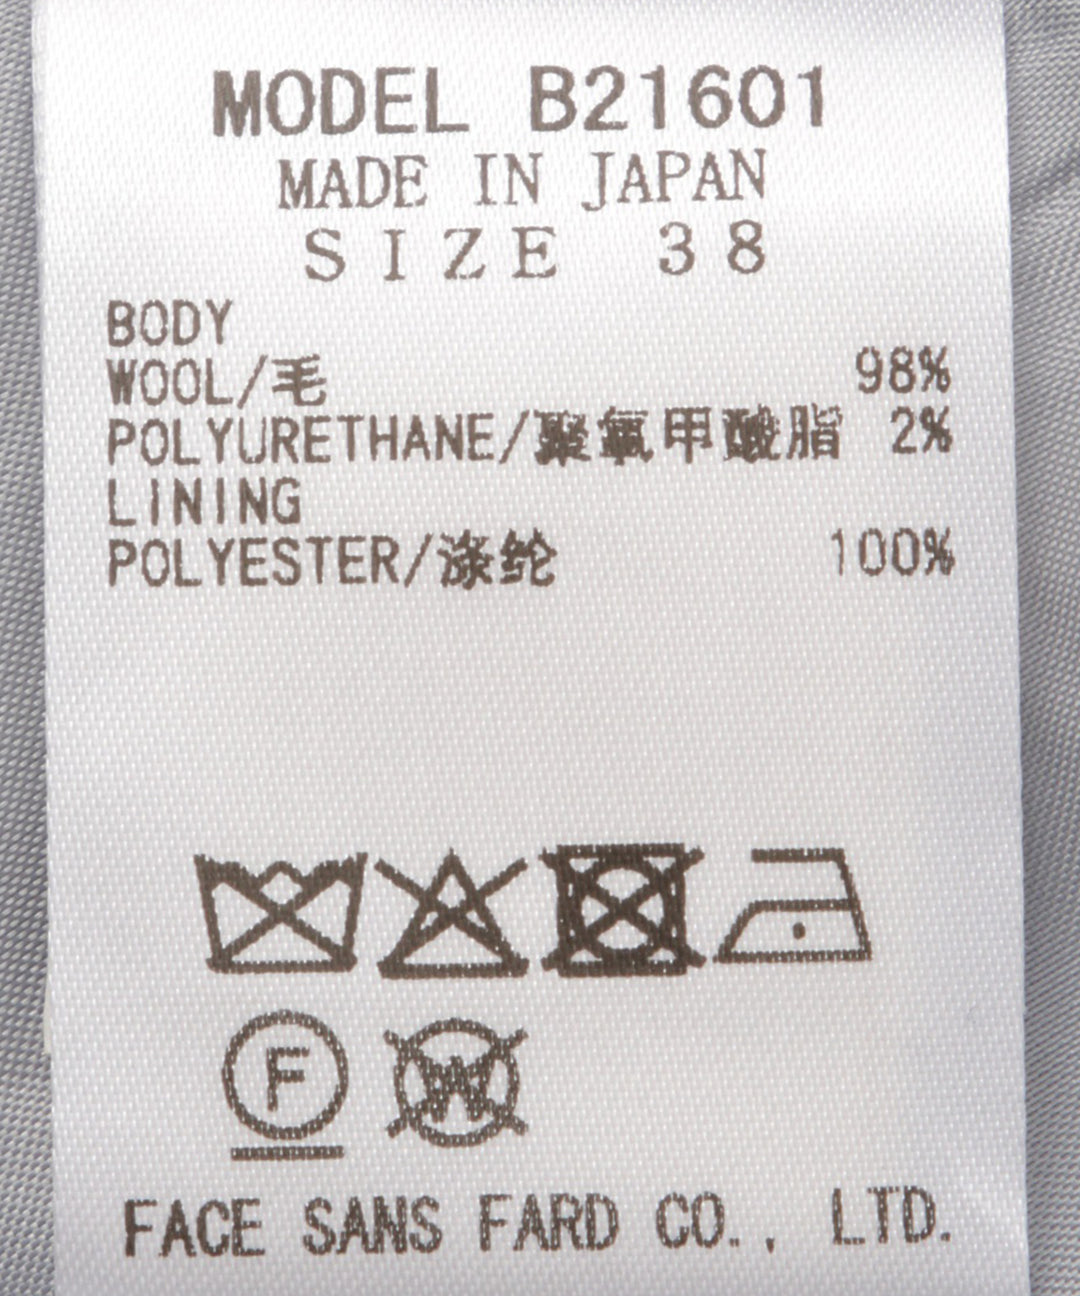 MODEL B21601
MADE IN JAPAN
SIZE 38
BODY
WOOL/毛 98%
POLYURETHANE/聚氨甲酸脂 2%
LINING
POLYESTER/涤纶 100%
F W
FACE SANS FARD CO., LTD.